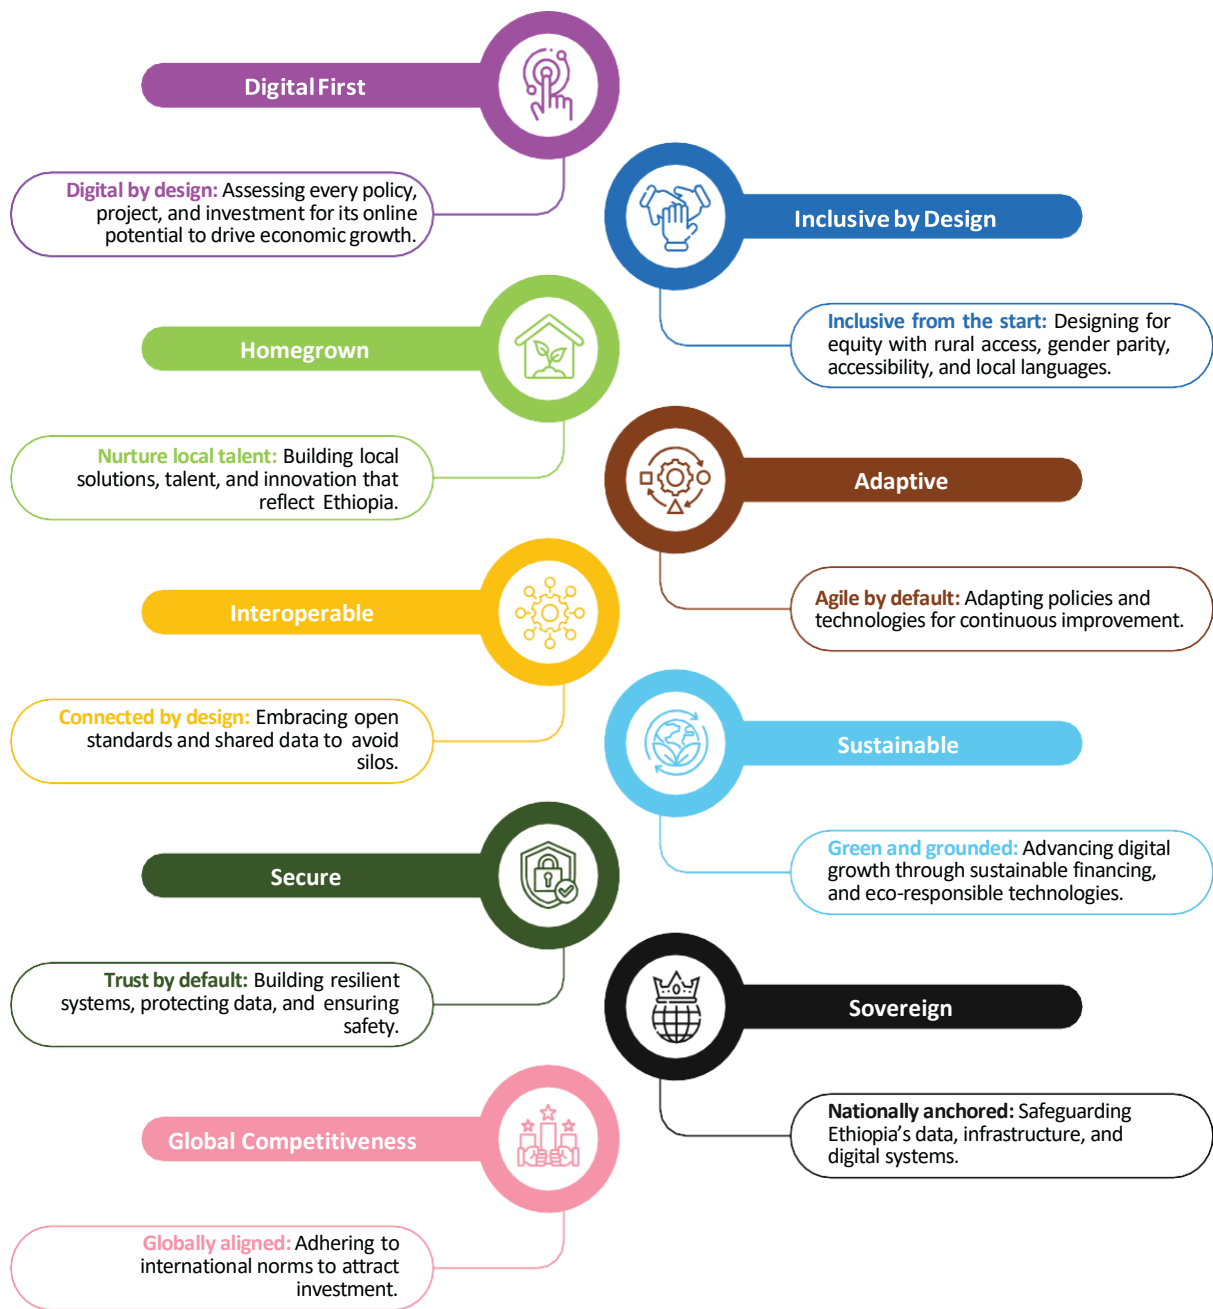 Digital First
Digital by design: Assessing every policy,
project, and investment for its online
potential to drive economic growth.
Inclusive by Design
Inclusive from the start: Designing for
equity with rural access, gender parity,
accessibility, and local languages.
Homegrown
Nurture local talent: Building local
solutions, talent, and innovation that
reflect Ethiopia.
Adaptive
Agile by default: Adapting policies and
technologies for continuous improvement.
Interoperable
Connected by design: Embracing open
standards and shared data to avoid
silos.
Sustainable
Green and grounded: Advancing digital
growth through sustainable financing,
and eco-responsible technologies.
Secure
Trust by default: Building resilient
systems, protecting data, and ensuring
safety.
Sovereign
Nationally anchored: Safeguarding
Ethiopia’s data, infrastructure, and
digital systems.
Global Competitiveness
Globally aligned: Adhering to
international norms to attract
investment.